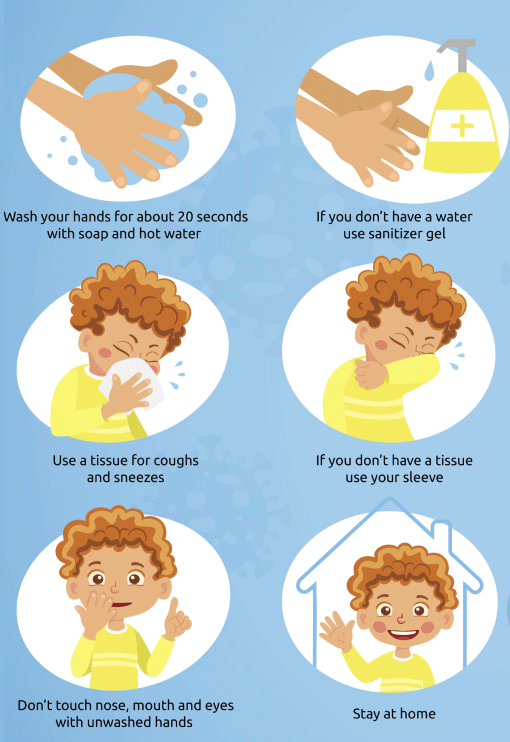 Wash your hands for about 20 seconds
with soap and hot water
If you don't have a water
use sanitizer gel
Use a tissue for coughs
and sneezes
If you don't have a tissue
use your sleeve
Don't touch nose, mouth and eyes
with unwashed hands
Stay at home